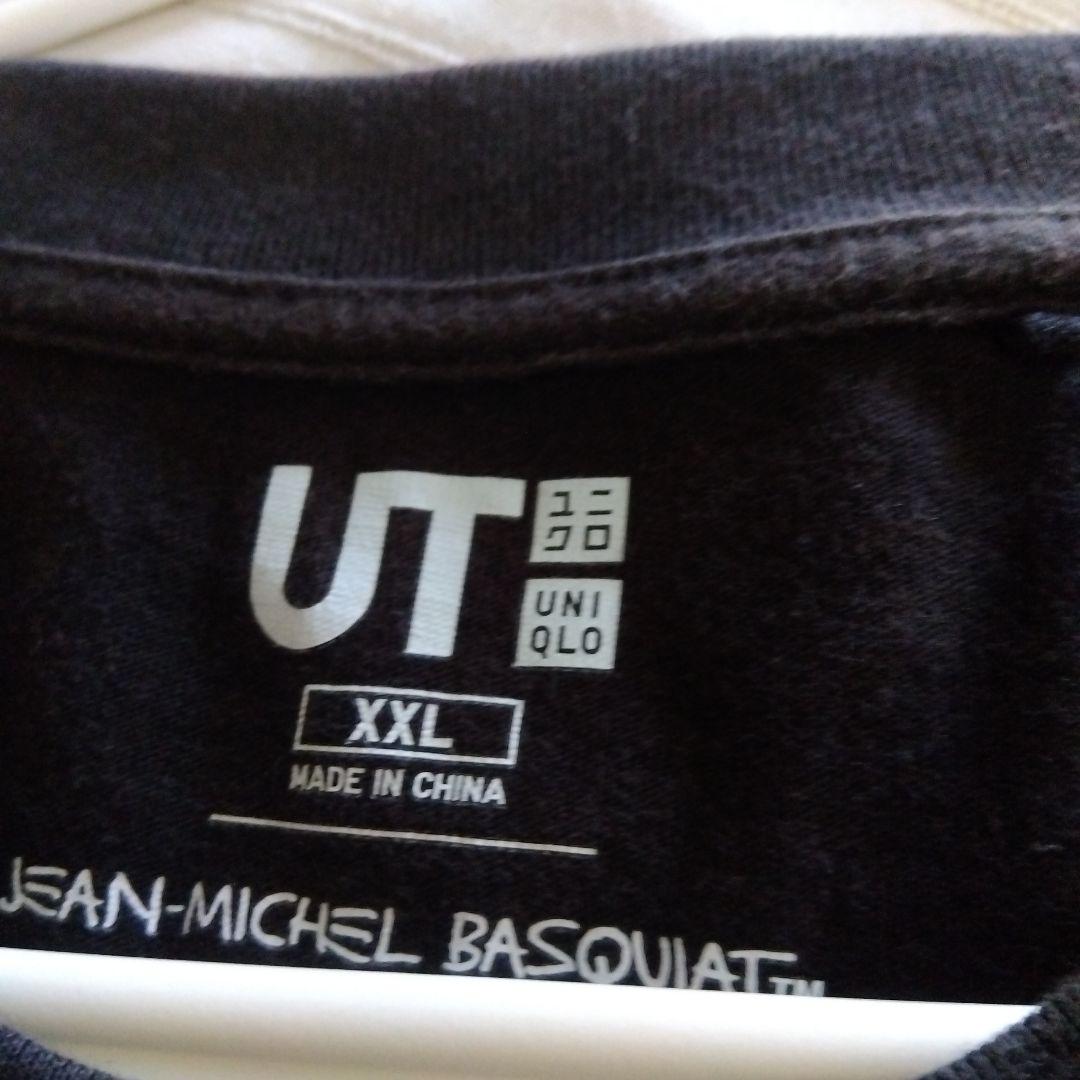 UT
ユニ
クロ
UNI
QLO
XXL
MADE IN CHINA
JEAN-MICHEL BASQUIAT™